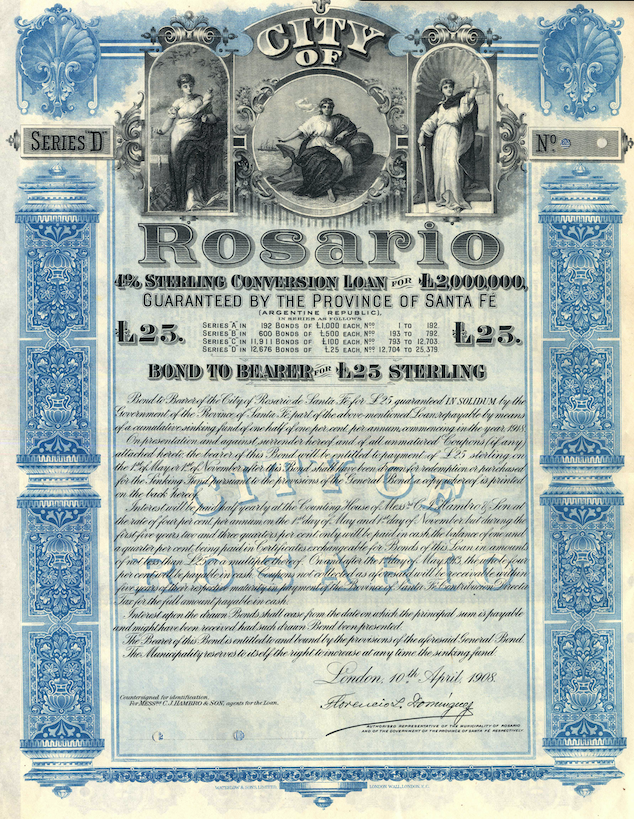 CITY
OF
SERIES "D"
No.
Rosario
4% STERLING CONVERSION LOAN FOR £2,000,000,
GUARANTEED BY THE PROVINCE OF SANTA FÉ
(ARGENTINE REPUBLIC),
IN SERIES AS FOLLOWS
£25.
SERIES "A" IN 192 BONDS OF £1,000 EACH, Nos. 1 TO 192.
SERIES "B" IN 600 BONDS OF £500 EACH, Nos. 193 TO 792.
SERIES "C" IN 11,911 BONDS OF £100 EACH, Nos. 793 TO 12,703.
SERIES "D" IN 12,676 BONDS OF £25 EACH, Nos. 12,704 TO 25,379
£25.
BOND TO BEARER FOR £25 STERLING
Bond to Bearer of the City of Rosario de Santa Fé, for £25 guaranteed IN SOLIDUM by the
Government of the Province of Santa Fé, part of the above mentioned Loan, repayable by means
of a cumulative sinking fund of one half of one per cent. per annum, commencing in the year 1918.
On presentation and against surrender hereof and of all unmatured Coupons (if any)
attached hereto, the bearer of this Bond will be entitled to payment of £25 sterling on
the 1st of May or 1st of November after this Bond shall have been drawn for redemption or purchased
for the Sinking Fund, pursuant to the provisions of the General Bond, a copy whereof is printed
on the back hereof.
Interest will be paid half yearly at the Counting House of Messrs C. J. Hambro & Son at
the rate of four per cent. per annum, on the 1st day of May and 1st day of November, but during the
first five years two and three quarters per cent. only will be paid in cash, the balance of one and
a quarter per cent. being paid in Certificates exchangeable for Bonds of this Loan in amounts
of not less than £25 or multiples thereof. On and after the 1st day of May, 1913, the whole four
per cent. will be payable in cash. Coupons not collected as aforesaid will be receivable within
five years of their respective maturity in payment of the Province of Santa Fé Contribucion Directa
Tax for the full amount payable in cash.
Interest upon the drawn Bonds shall cease from the date on which the principal sum is payable
and might have been received had such drawn Bond been presented.
The Bearer of this Bond is entitled to and bound by the provisions of the aforesaid General Bond.
The Municipality reserves to itself the right to increase at any time the sinking fund.
CITY OF
ROSARIO
London, 10th April, 1908.
Countersigned for identification,
For MESSRS C. J. HAMBRO & SON, agents for the Loan,
Florencio L. Dominguez
AUTHORISED REPRESENTATIVE OF THE MUNICIPALITY OF ROSARIO
AND OF THE GOVERNMENT OF THE PROVINCE OF SANTA FE RESPECTIVELY.
WATERLOW & SONS LIMITED,
LONDON WALL, LONDON, E.C.